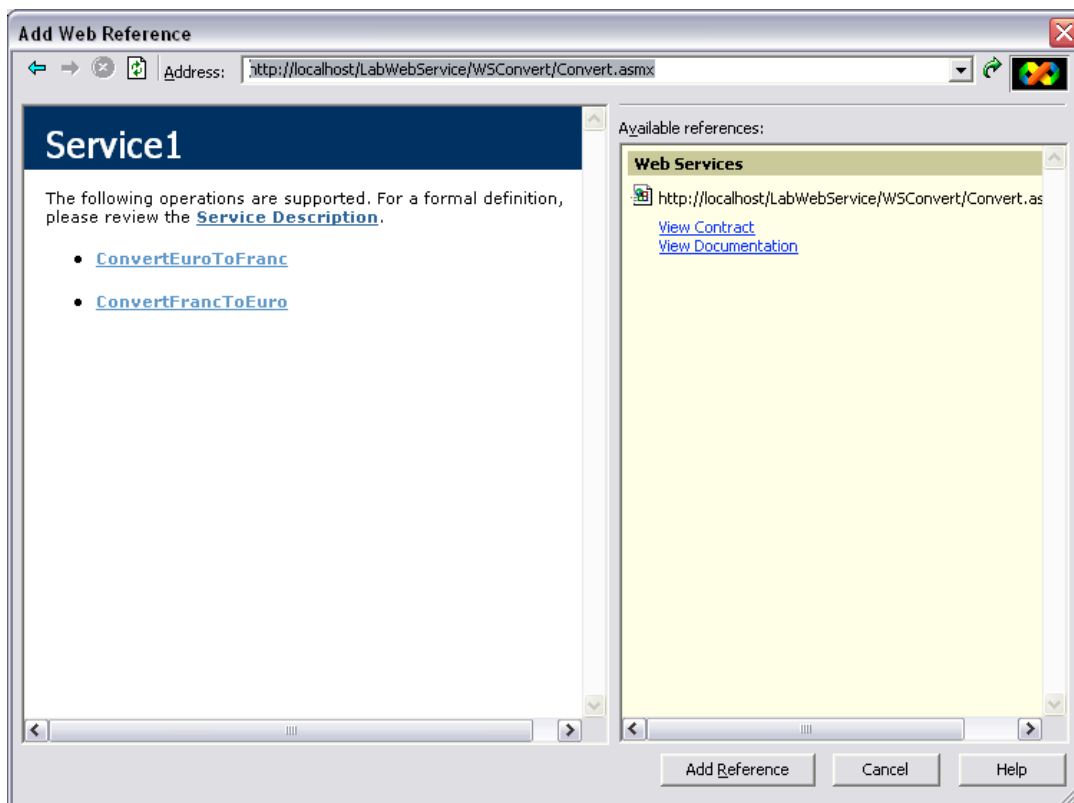 Add Web Reference
Address: http://localhost/LabWebService/WSConvert/Convert.asmx
Service1
The following operations are supported. For a formal definition,
please review the Service Description.
• ConvertEuroToFranc
• ConvertFrancToEuro
Available references:
Web Services
http://localhost/LabWebService/WSConvert/Convert.as
View Contract
View Documentation
Add Reference Cancel Help